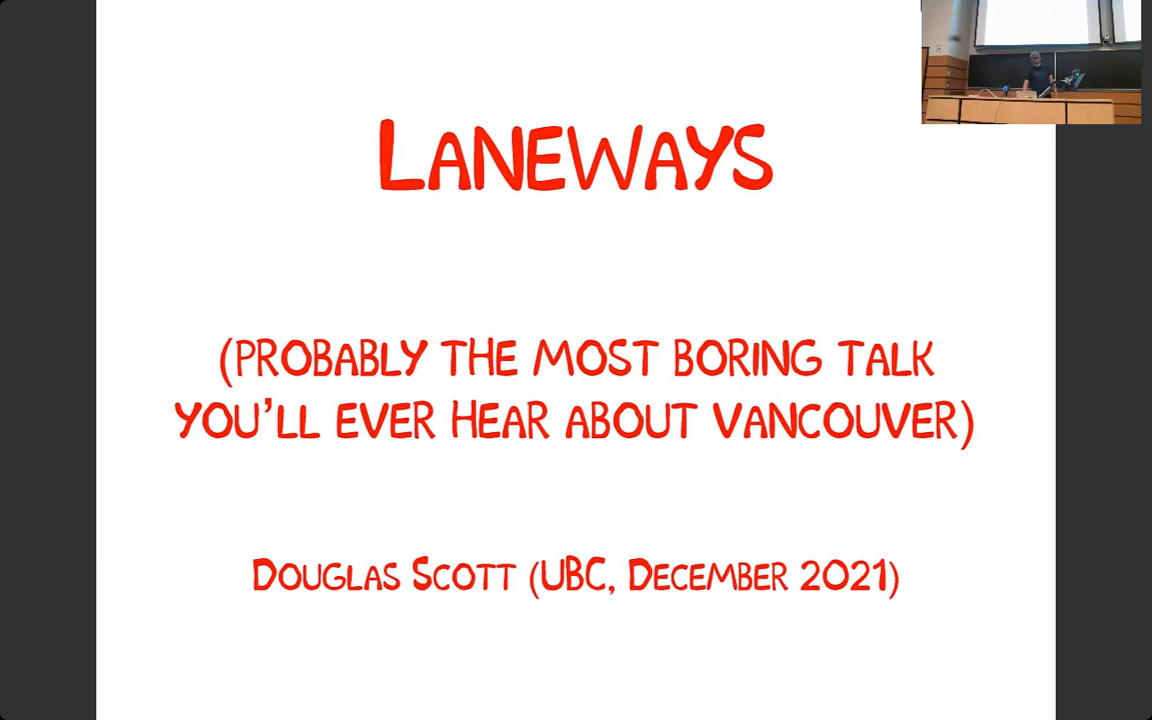 LANEWAYS
(PROBABLY THE MOST BORING TALK
YOU'LL EVER HEAR ABOUT VANCOUVER)
DOUGLAS SCOTT (UBC, DECEMBER 2021)